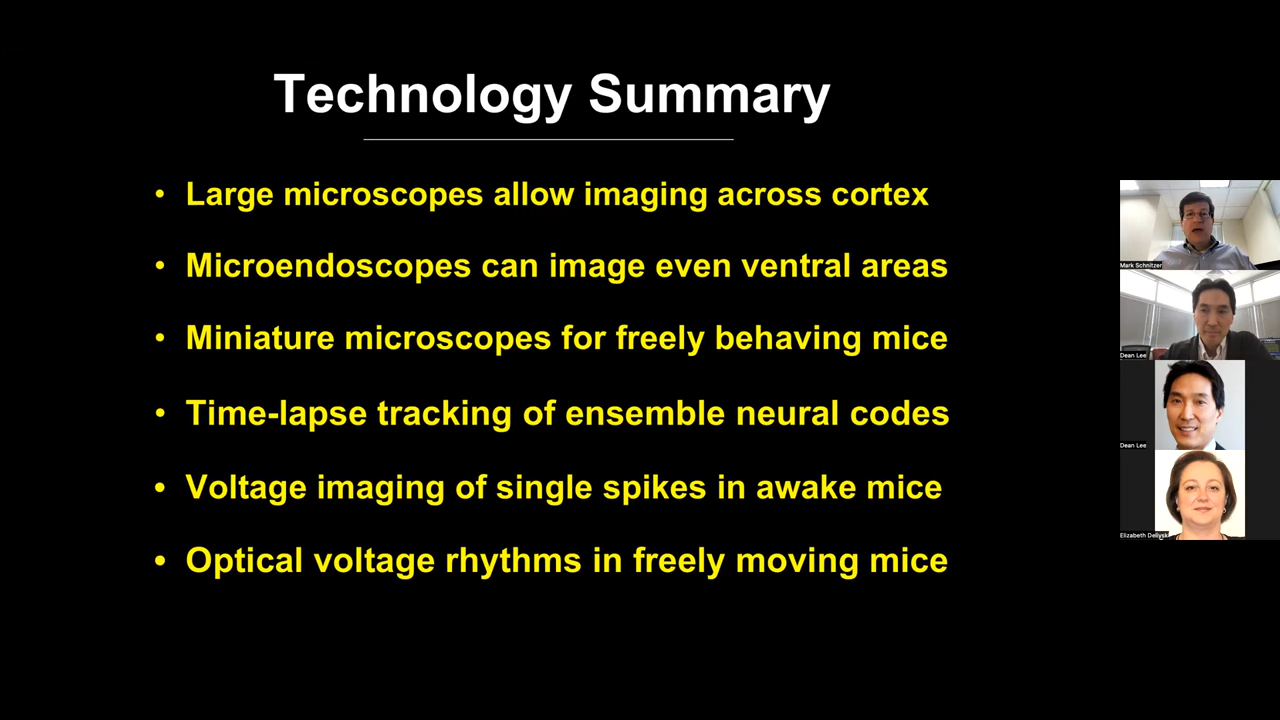 Technology Summary
• Large microscopes allow imaging across cortex
• Microendoscopes can image even ventral areas
• Miniature microscopes for freely behaving mice
• Time-lapse tracking of ensemble neural codes
• Voltage imaging of single spikes in awake mice
• Optical voltage rhythms in freely moving mice
Mark Schnitzer
Dean Lee
Dean Lee
Elizabeth